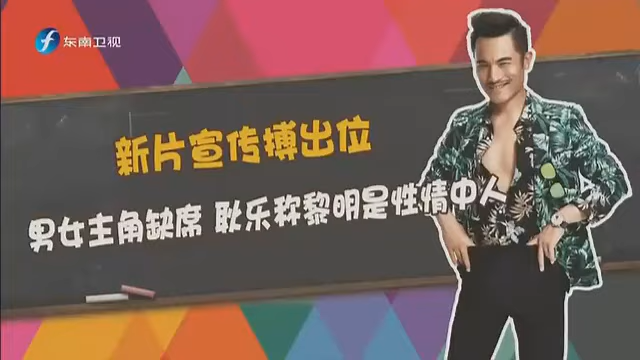 东南卫视
新片宣传搏出位
男女主角缺席 耿乐称黎明是性情中人